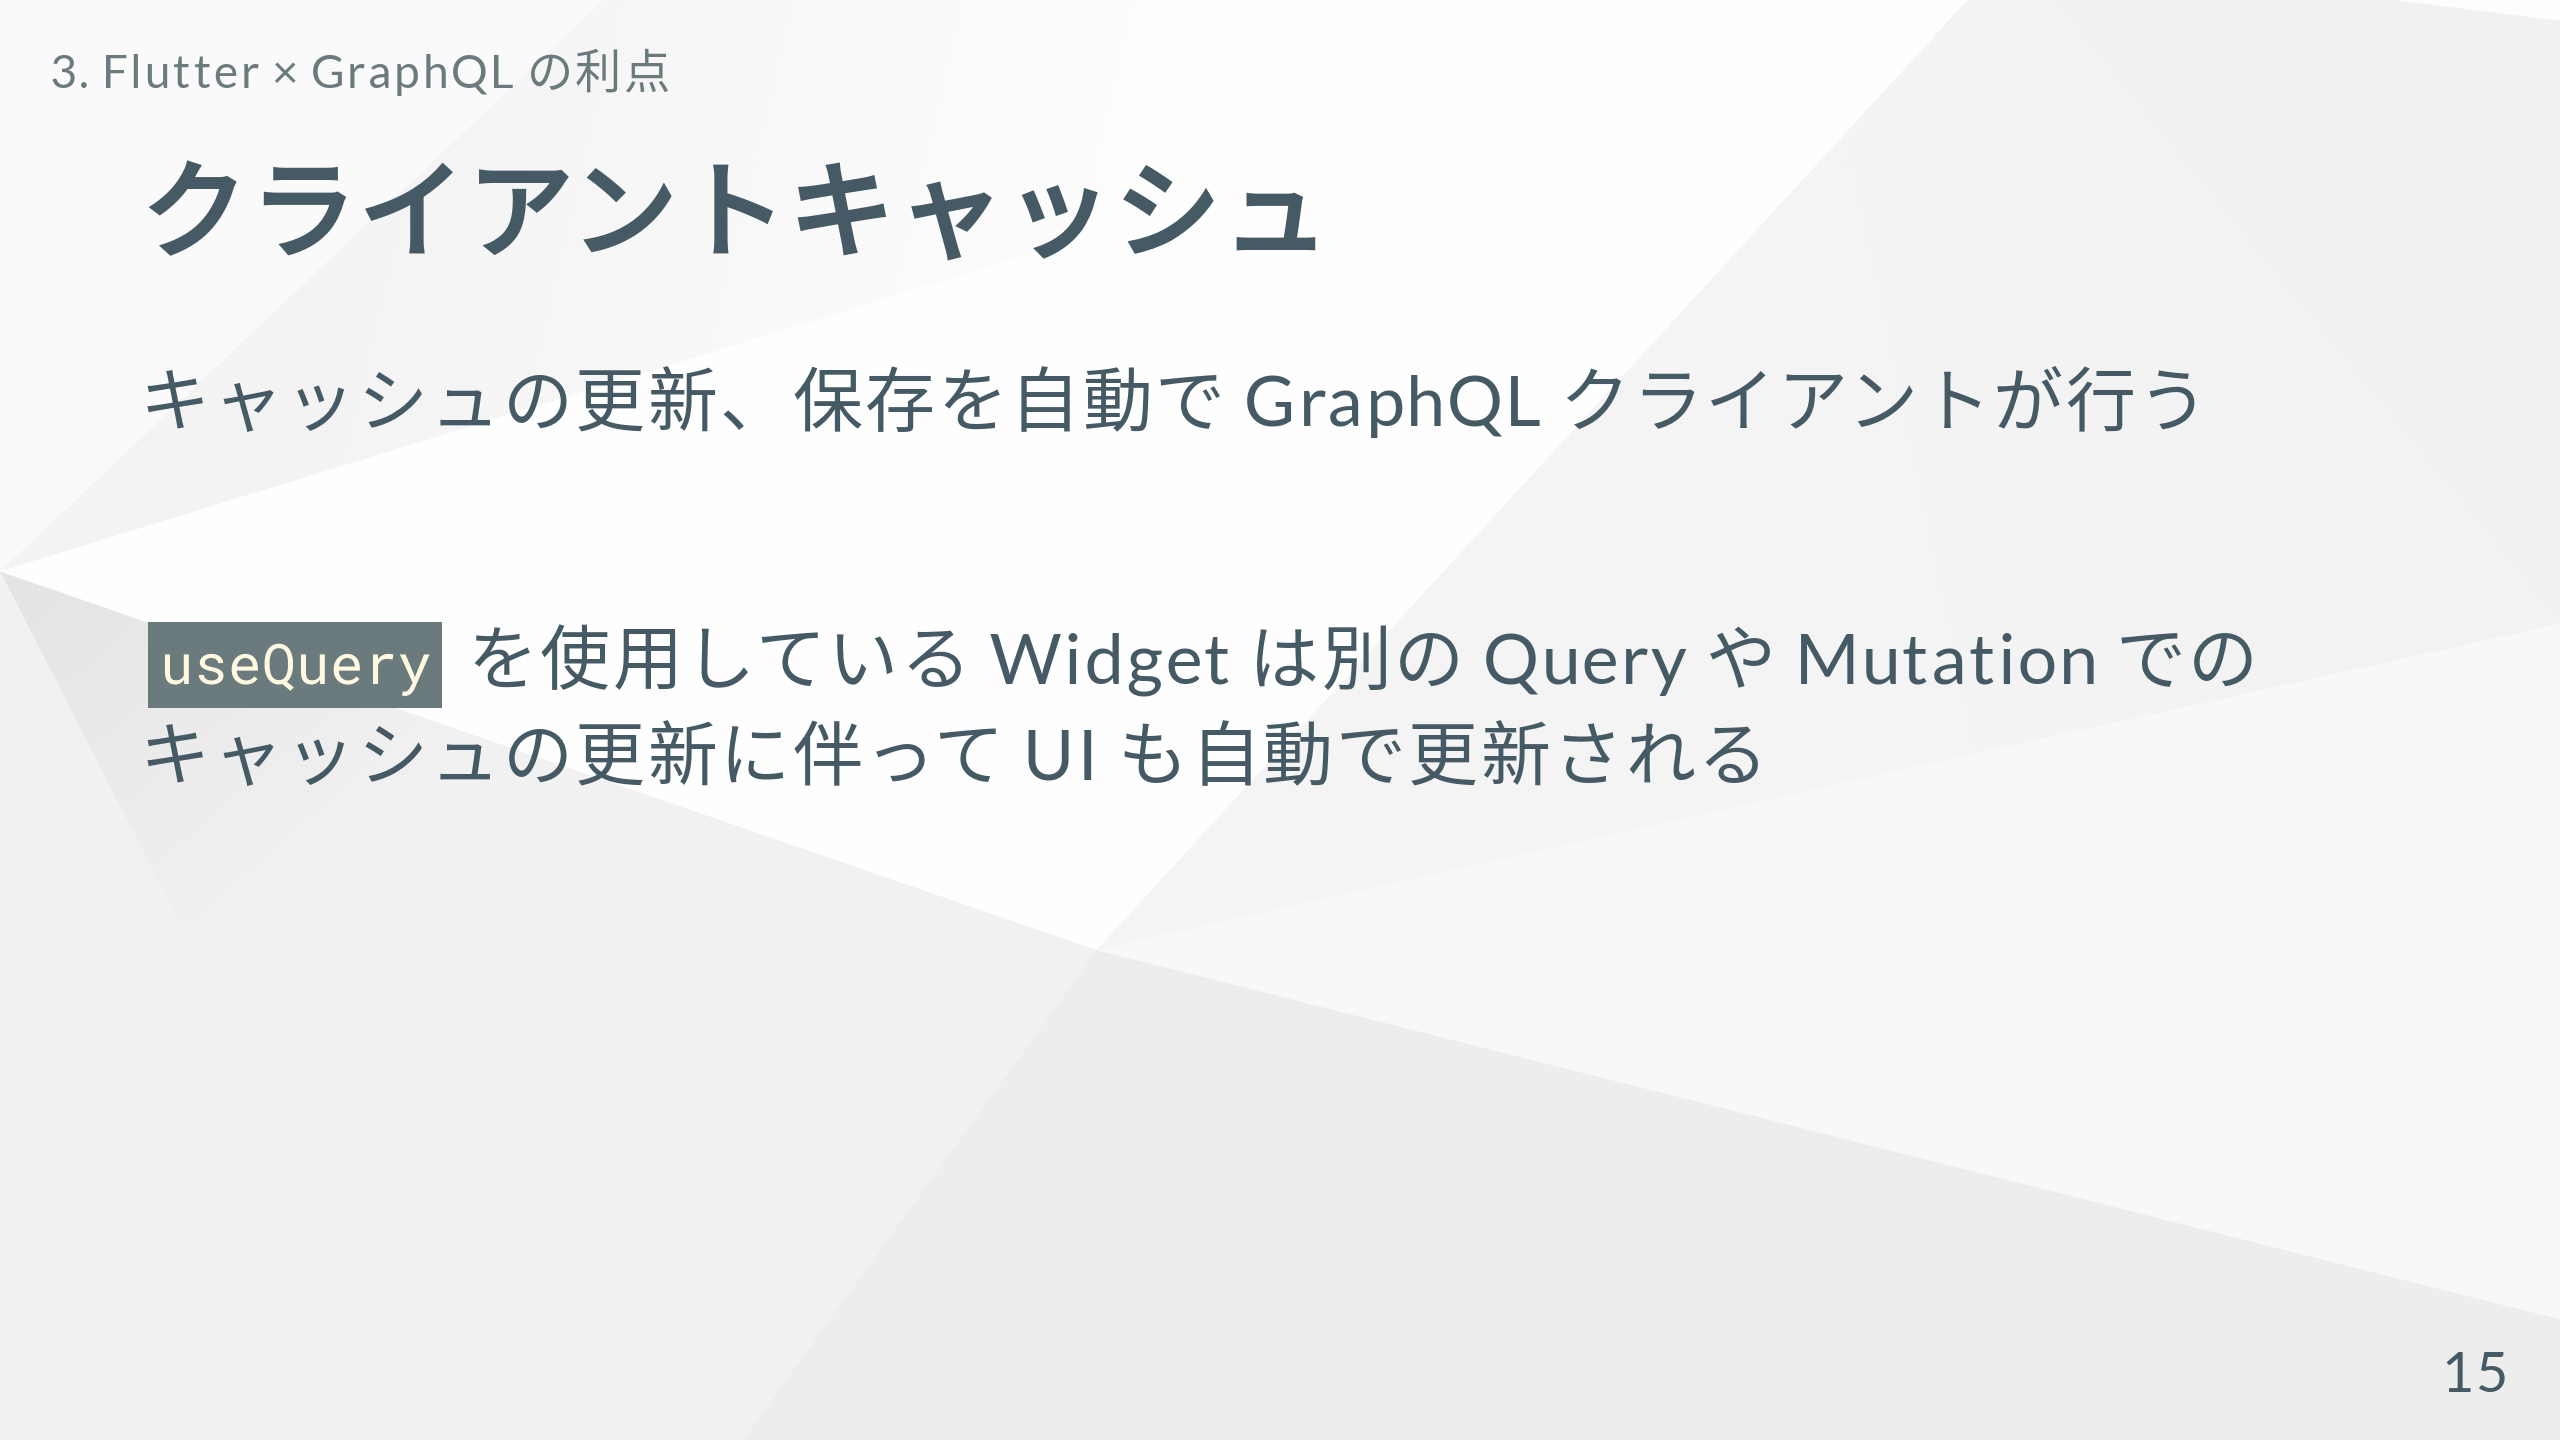 3. Flutter × GraphQL の利点
クライアントキャッシュ
キャッシュの更新、保存を自動で GraphQL クライアントが行う
useQuery を使用している Widget は別の Query や Mutation での
キャッシュの更新に伴って UI も自動で更新される
15